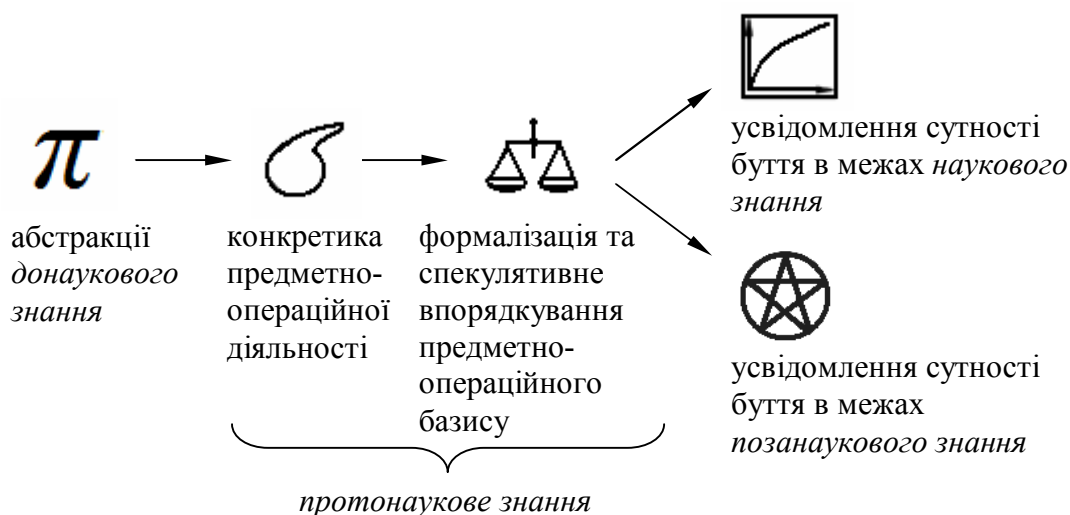 π
абстракції
донаукового
знання
конкретика
предметно-
операційної
діяльності
формалізація та
спекулятивне
впорядкування
предметно-
операційного
базису
протонаукове знання
усвідомлення сутності
буття в межах наукового
знання
усвідомлення сутності
буття в межах
позанаукового знання